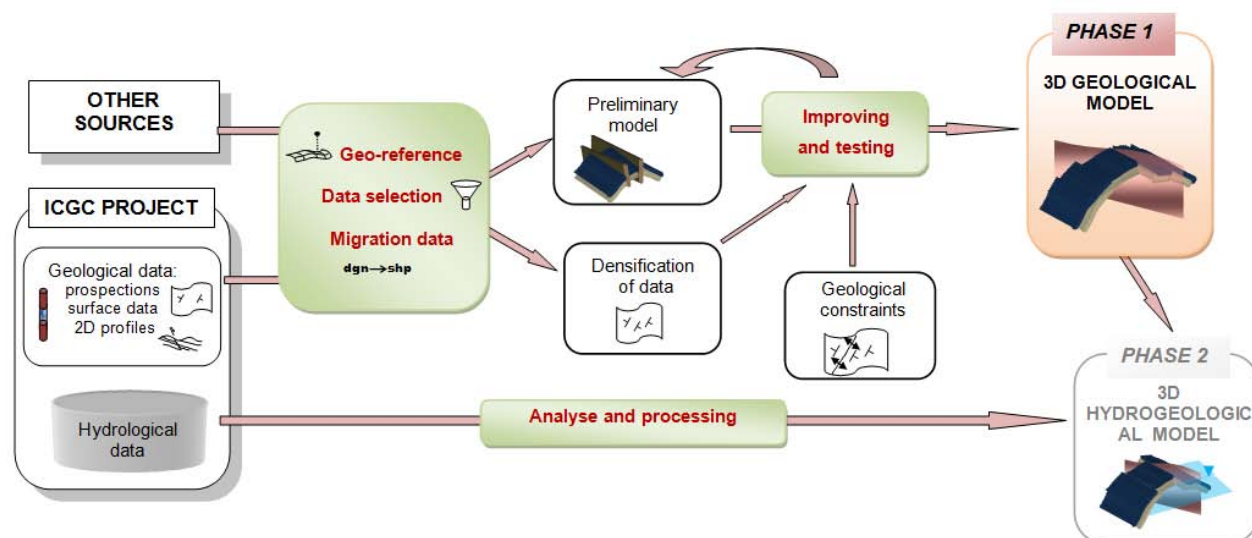 OTHER
SOURCES
ICGC PROJECT
Geological data:
prospections
surface data
2D profiles
Hydrological
data
Geo-reference
Data selection
Migration data
dgn→shp
Preliminary
model
Densification
of data
Improving
and testing
Geological
constraints
Analyse and processing
PHASE 1
3D GEOLOGICAL
MODEL
PHASE 2
3D
HYDROGEOLOGIC
AL MODEL